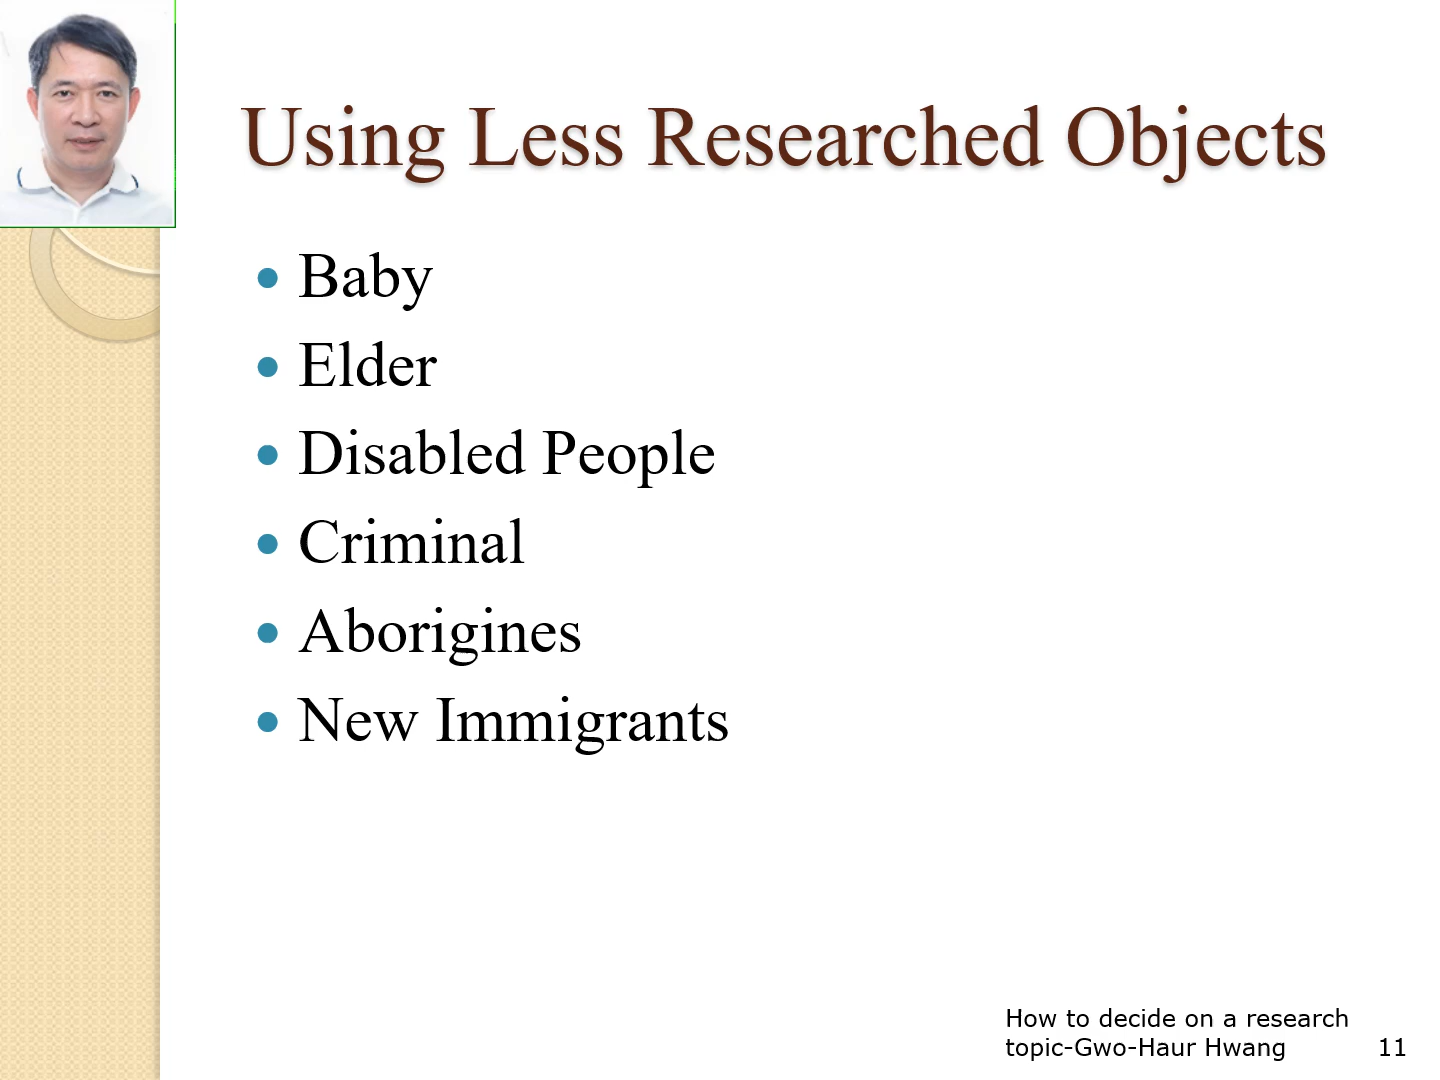 Using Less Researched Objects
Baby
Elder
Disabled People
Criminal
Aborigines
New Immigrants
How to decide on a research
topic-Gwo-Haur Hwang
11